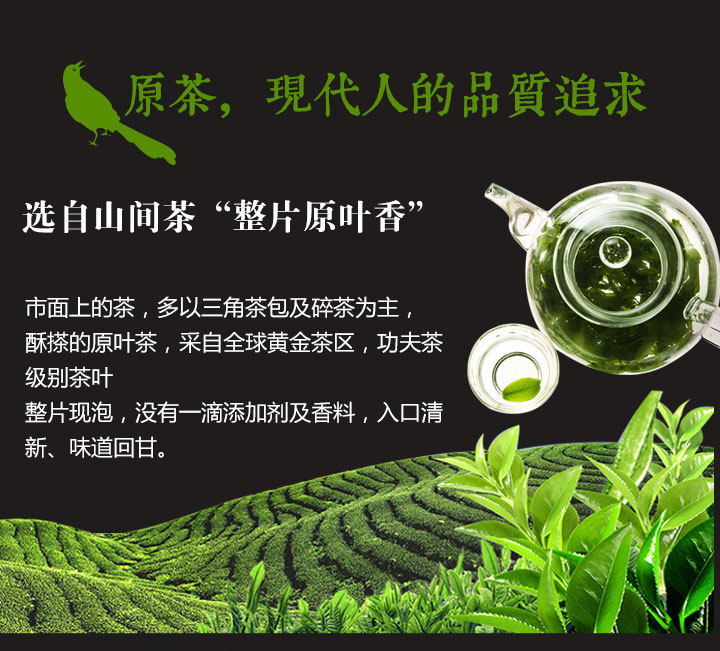 原茶，現代人的品質追求
选自山间茶“整片原叶香”
市面上的茶，多以三角茶包及碎茶为主，
酥搽的原叶茶，采自全球黄金茶区，功夫茶
级别茶叶
整片现泡，没有一滴添加剂及香料，入口清
新、味道回甘。